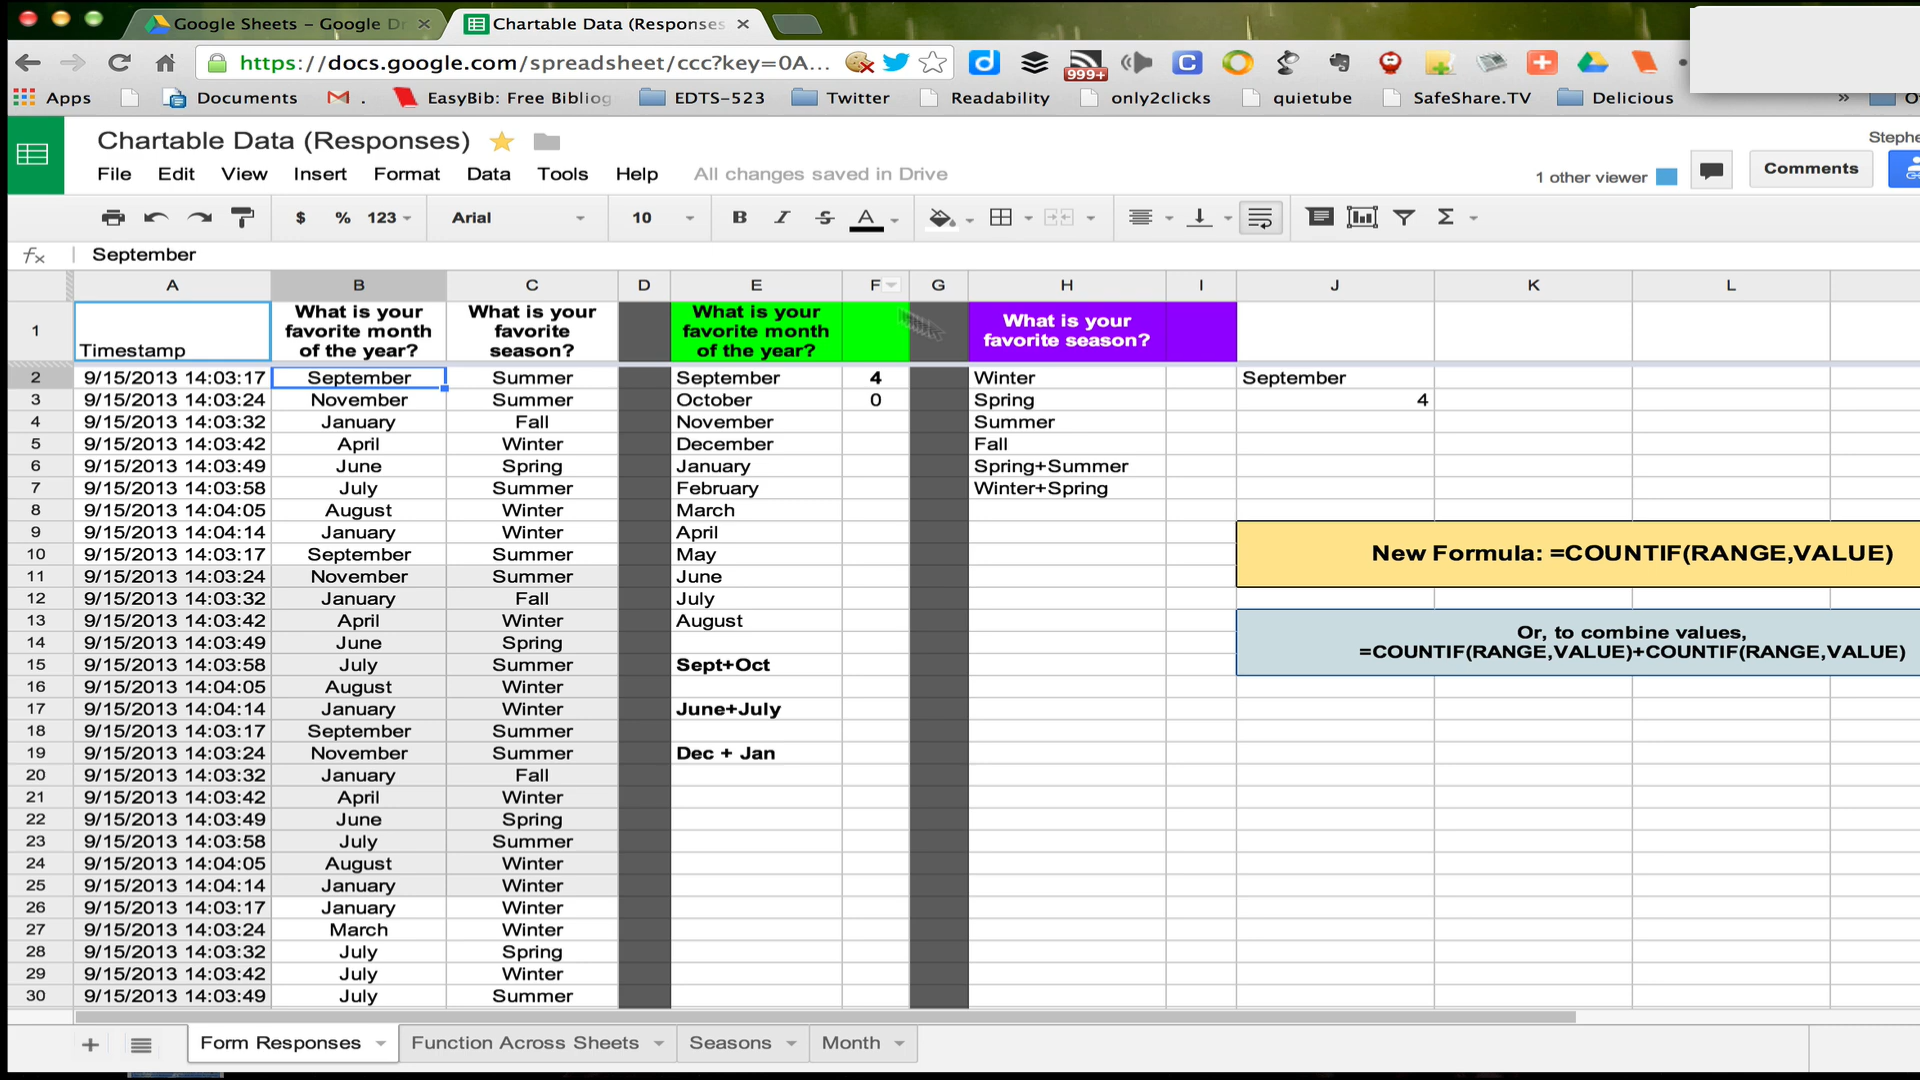 Google Sheets – Google Dr
Chartable Data (Responses
https://docs.google.com/spreadsheet/ccc?key=0A...
999+
Apps
Documents
.
EasyBib: Free Bibliog
EDTS-523
Twitter
Readability
only2clicks
quietube
SafeShare.TV
Delicious
»
Chartable Data (Responses)
Stephe
File Edit View Insert Format Data Tools Help All changes saved in Drive
1 other viewer
Comments
$ % 123 Arial 10 B I S A Σ
fx September
A B C D E F G H I J K L
1 Timestamp
What is your
favorite month
of the year?
What is your
favorite
season?
What is your
favorite month
of the year?
What is your
favorite season?
2 9/15/2013 14:03:17 September Summer September 4 Winter September
3 9/15/2013 14:03:24 November Summer October 0 Spring 4
4 9/15/2013 14:03:32 January Fall November Summer
5 9/15/2013 14:03:42 April Winter December Fall
6 9/15/2013 14:03:49 June Spring January Spring+Summer
7 9/15/2013 14:03:58 July Summer February Winter+Spring
8 9/15/2013 14:04:05 August Winter March
9 9/15/2013 14:04:14 January Winter April
10 9/15/2013 14:03:17 September Summer May
11 9/15/2013 14:03:24 November Summer June
12 9/15/2013 14:03:32 January Fall July
13 9/15/2013 14:03:42 April Winter August
14 9/15/2013 14:03:49 June Spring
15 9/15/2013 14:03:58 July Summer Sept+Oct
16 9/15/2013 14:04:05 August Winter
17 9/15/2013 14:04:14 January Winter June+July
18 9/15/2013 14:03:17 September Summer
19 9/15/2013 14:03:24 November Summer Dec + Jan
20 9/15/2013 14:03:32 January Fall
21 9/15/2013 14:03:42 April Winter
22 9/15/2013 14:03:49 June Spring
23 9/15/2013 14:03:58 July Summer
24 9/15/2013 14:04:05 August Winter
25 9/15/2013 14:04:14 January Winter
26 9/15/2013 14:03:17 January Winter
27 9/15/2013 14:03:24 March Winter
28 9/15/2013 14:03:32 July Spring
29 9/15/2013 14:03:42 July Winter
30 9/15/2013 14:03:49 July Summer
New Formula: =COUNTIF(RANGE,VALUE)
Or, to combine values,
=COUNTIF(RANGE,VALUE)+COUNTIF(RANGE,VALUE)
Form Responses Function Across Sheets Seasons Month